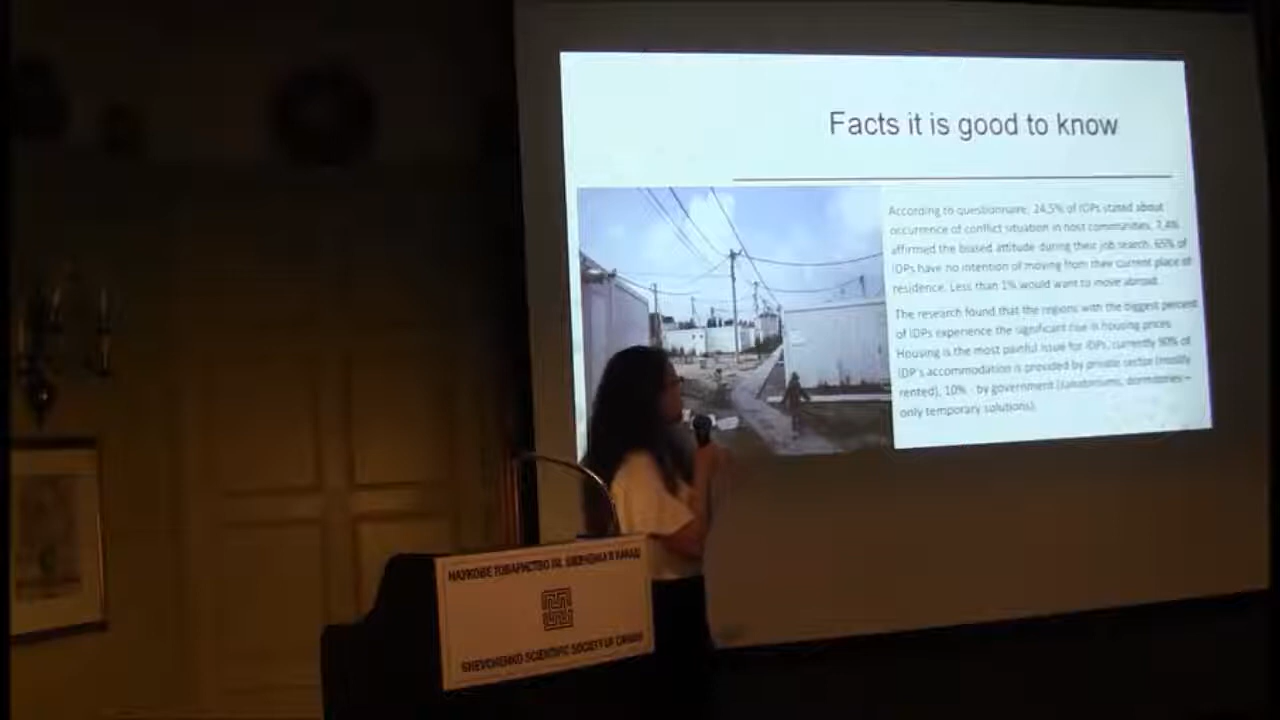 Facts it is good to know
According to questionnaire, 24,5% of IDPs stated about
occurrence of conflict situation in host communities, 7,4%
affirmed the biased attitude during their job search. 65% of
IDPs have no intention of moving from their current place of
residence. Less than 1% would want to move abroad.
The research found that the regions with the biggest percent
of IDPs experience the significant rise in housing prices.
Housing is the most painful issue for IDPs, currently 90% of
IDP's accommodation is provided by private sector (mostly
rented), 10% - by government (sanatoriums, dormitories –
only temporary solutions).
НАУКОВЕ ТОВАРИСТВО ІМ. ШЕВЧЕНКА В КАНАДІ
SHEVCHENKO SCIENTIFIC SOCIETY OF CANADA